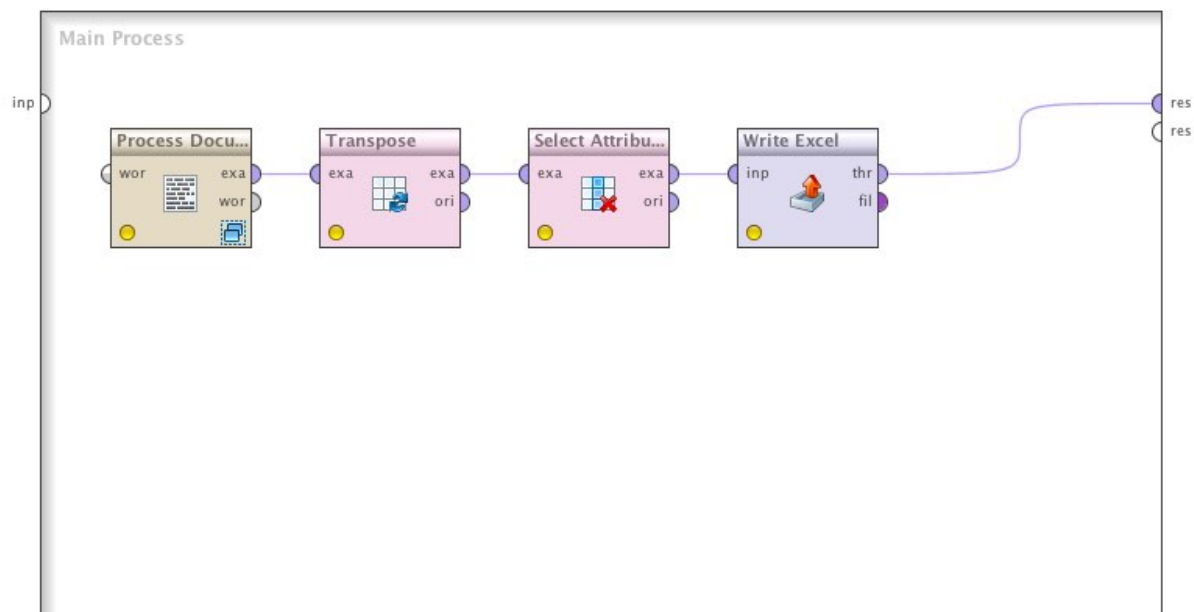 Main Process
inp
res
res
Process Docu...
wor
exa
wor
Transpose
exa
exa
ori
Select Attribu...
exa
exa
ori
Write Excel
inp
thr
fil